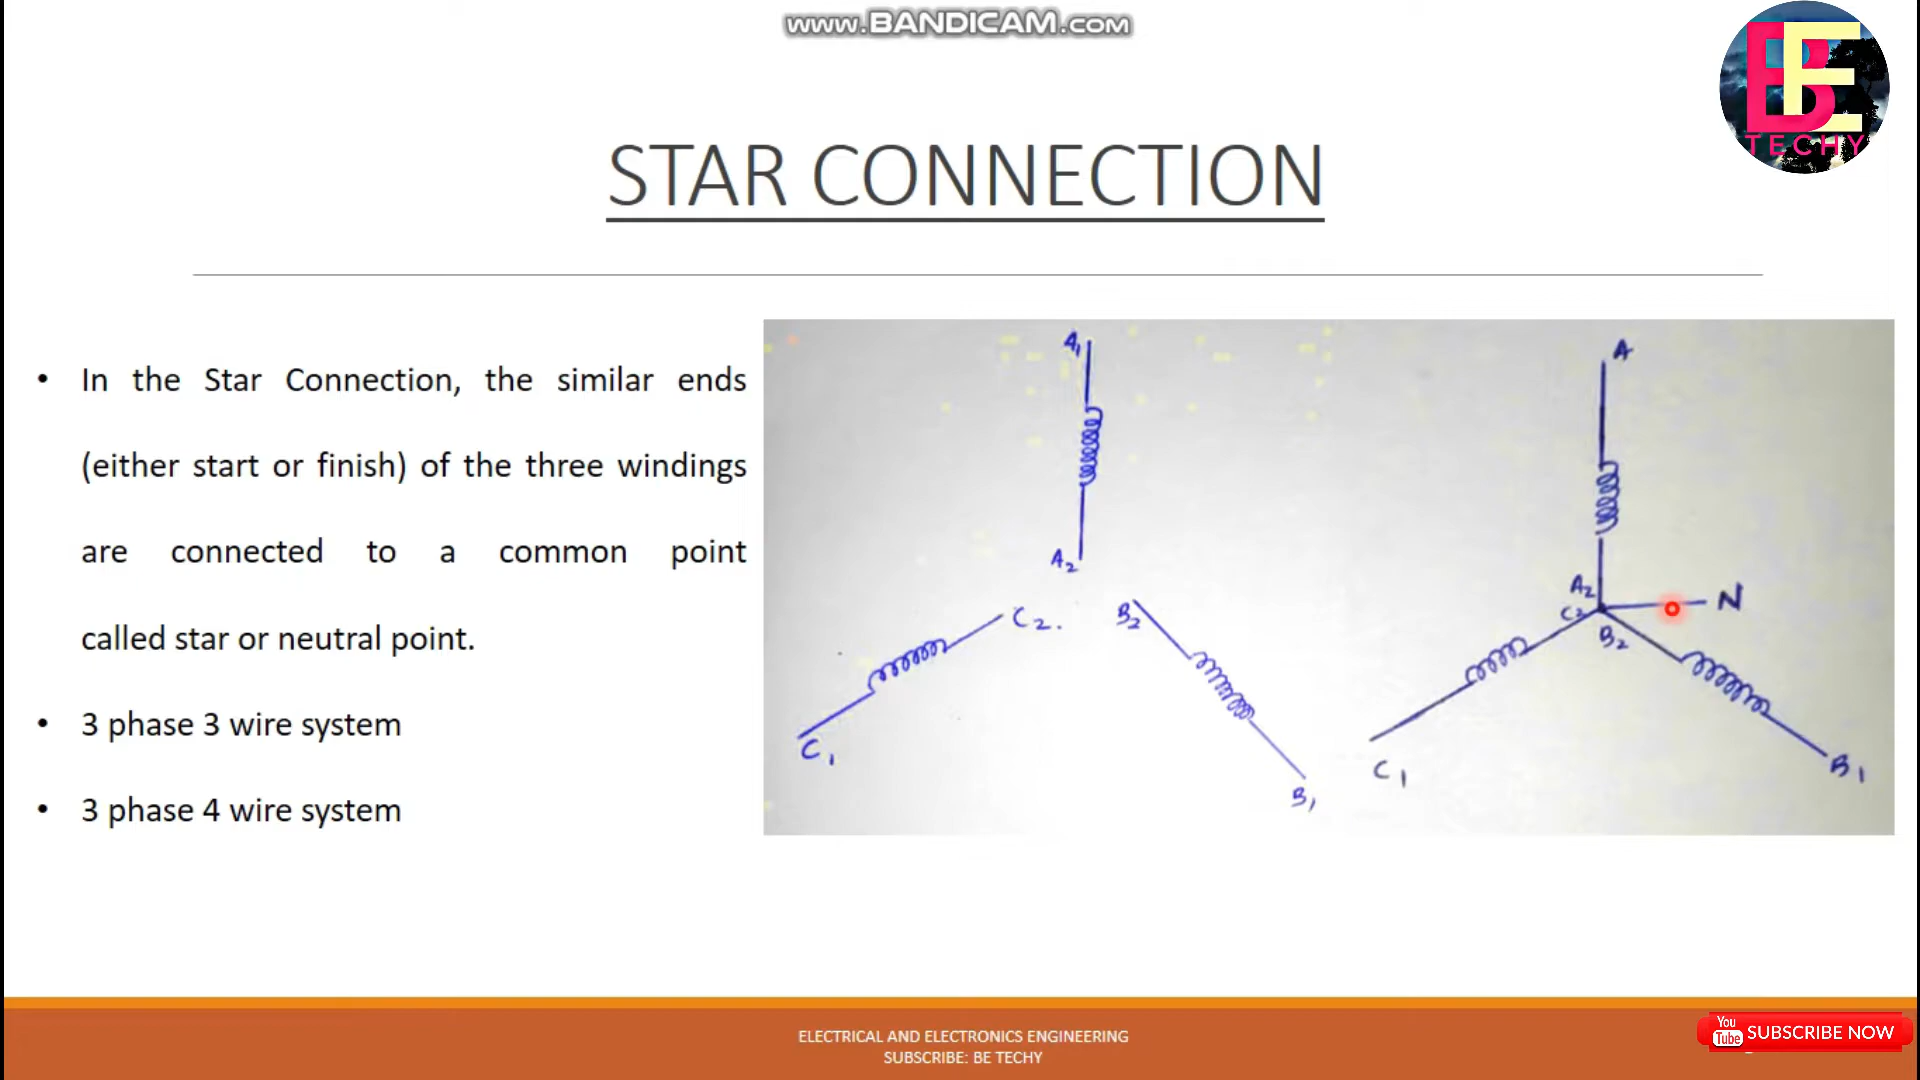 www.BANDICAM.com
BE
TECHY
STAR CONNECTION
• In the Star Connection, the similar ends
(either start or finish) of the three windings
are connected to a common point
called star or neutral point.
• 3 phase 3 wire system
• 3 phase 4 wire system
A₁
A₂
C₂.
C₁
B₂
B₁
A
A₂
C₂
B₂
N
C₁
B₁
ELECTRICAL AND ELECTRONICS ENGINEERING
SUBSCRIBE: BE TECHY
You
Tube
SUBSCRIBE NOW